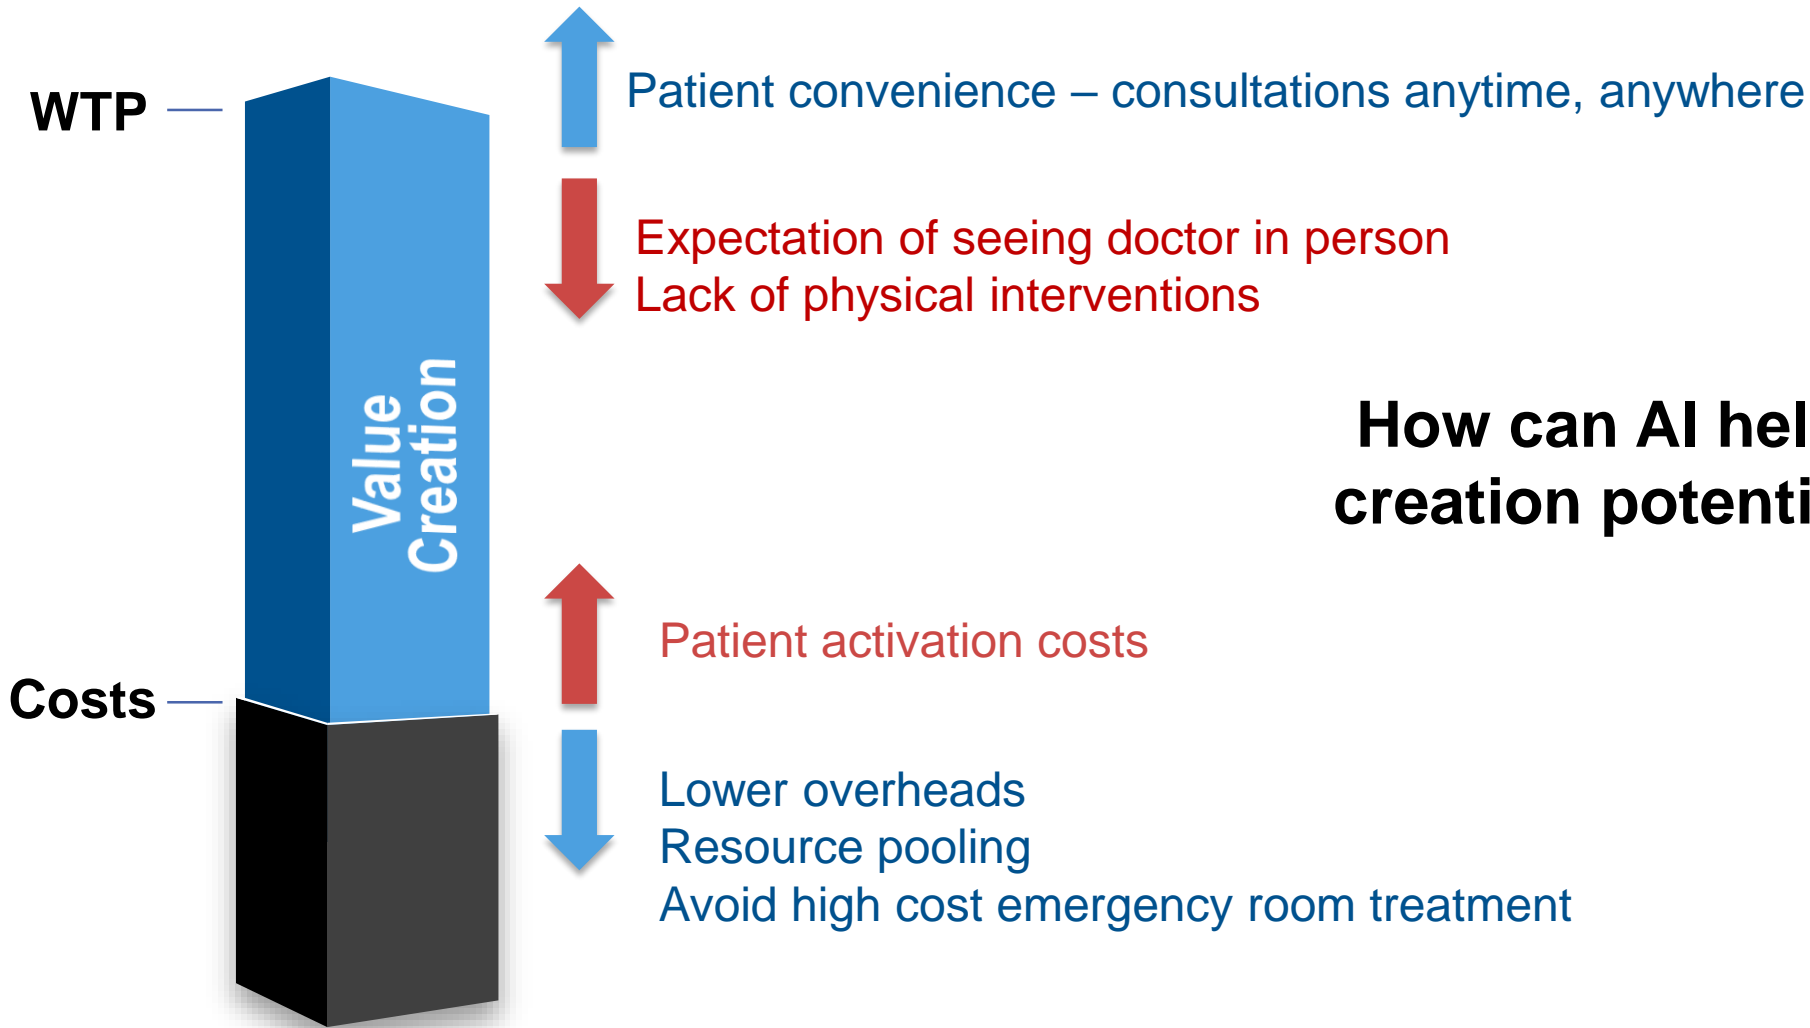 WTP
Patient convenience – consultations anytime, anywhere
Expectation of seeing doctor in person
Lack of physical interventions
Value
Creation
How can AI hel
creation potenti
Patient activation costs
Costs
Lower overheads
Resource pooling
Avoid high cost emergency room treatment